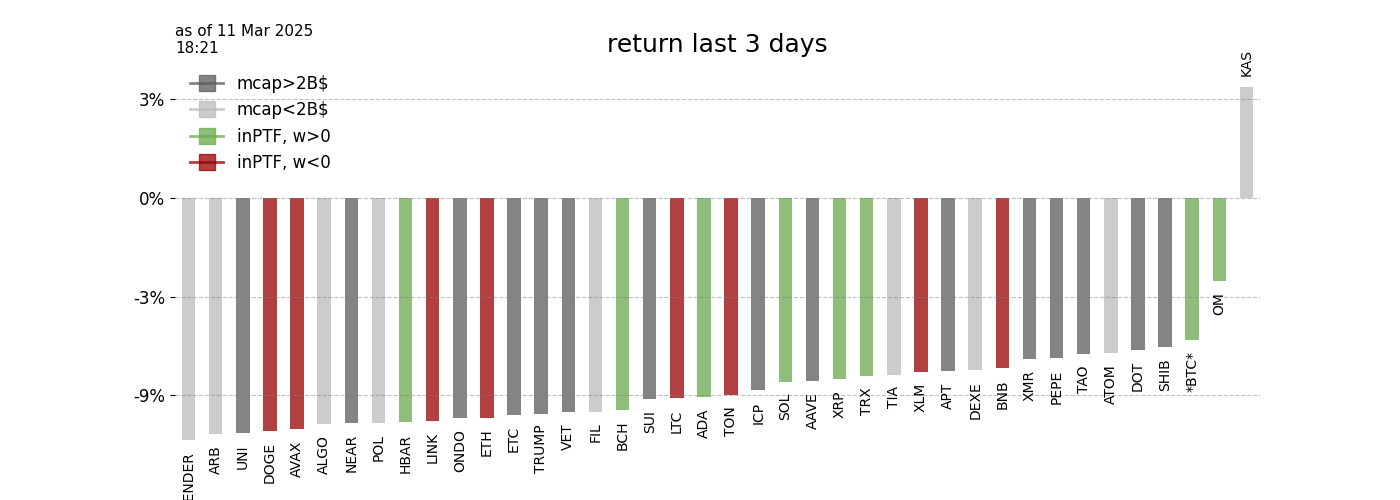 as of 11 Mar 2025
18:21
return last 3 days
mcap>2B$
mcap<2B$
inPTF, w>0
inPTF, w<0
3%
0%
-3%
-9%
ENDER
ARB
UNI
DOGE
AVAX
ALGO
NEAR
POL
HBAR
LINK
ONDO
ETH
ETC
TRUMP
VET
FIL
BCH
SUI
LTC
ADA
TON
ICP
SOL
AAVE
XRP
TRX
TIA
XLM
APT
DEXE
BNB
XMR
PEPE
TAO
ATOM
DOT
SHIB
*BTC*
OM
KAS